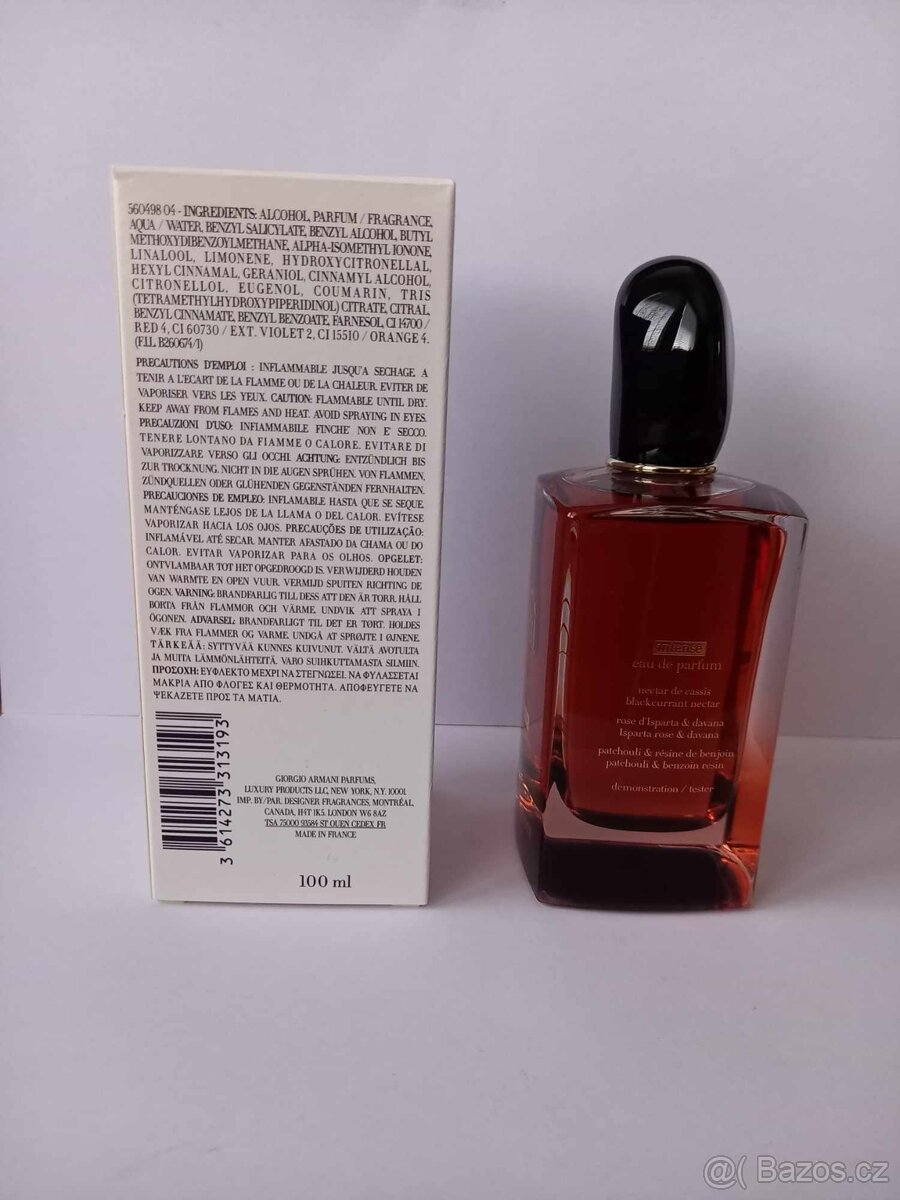 560498 04 - INGREDIENTS: ALCOHOL, PARFUM / FRAGRANCE,
AQUA / WATER, BENZYL SALICYLATE, BENZYL ALCOHOL, BUTYL
METHOXYDIBENZOYLMETHANE, ALPHA-ISOMETHYL IONONE,
LINALOOL, LIMONENE, HYDROXYCITRONELLAL,
HEXYL CINNAMAL, GERANIOL, CINNAMYL ALCOHOL,
CITRONELLOL, EUGENOL, COUMARIN, TRIS
(TETRAMETHYLHYDROXYPIPERIDINOL) CITRATE, CITRAL,
BENZYL CINNAMATE, BENZYL BENZOATE, FARNESOL, CI 14700 /
RED 4, CI 60730 / EXT. VIOLET 2, CI 15510 / ORANGE 4.
(F.I.L. B260674/1)
PRECAUTIONS D'EMPLOI : INFLAMMABLE JUSQU'A SECHAGE. A
TENIR A L'ECART DE LA FLAMME OU DE LA CHALEUR. EVITER DE
VAPORISER VERS LES YEUX. CAUTION: FLAMMABLE UNTIL DRY.
KEEP AWAY FROM FLAMES AND HEAT. AVOID SPRAYING IN EYES.
PRECAUZIONI D'USO: INFIAMMABILE FINCHE' NON E' SECCO.
TENERE LONTANO DA FIAMME O CALORE. EVITARE DI
VAPORIZZARE VERSO GLI OCCHI. ACHTUNG: ENTZÜNDLICH BIS
ZUR TROCKNUNG. NICHT IN DIE AUGEN SPRÜHEN. VON FLAMMEN,
ZÜNDQUELLEN ODER GLÜHENDEN GEGENSTÄNDEN FERNHALTEN.
PRECAUCIONES DE EMPLEO: INFLAMABLE HASTA QUE SE SEQUE.
MANTÉNGASE LEJOS DE LA LLAMA O DEL CALOR. EVÍTESE
VAPORIZAR HACIA LOS OJOS. PRECAUÇÕES DE UTILIZAÇÃO:
INFLAMÁVEL ATÉ SECAR. MANTER AFASTADO DA CHAMA OU DO
CALOR. EVITAR VAPORIZAR PARA OS OLHOS. OPGELET:
ONTVLAMBAAR TOT HET OPGEDROOGD IS. VERWIJDERD HOUDEN
VAN WARMTE EN OPEN VUUR. VERMIJD SPUITEN RICHTING DE
OGEN. VARNING: BRANDFARLIG TILL DESS ATT DEN ÄR TORR. HÅLL
BORTA FRÅN FLAMMOR OCH VÄRME. UNDVIK ATT SPRAYA I
ÖGONEN. ADVARSEL: BRANDFARLIGT TIL DET ER TØRT. HOLDES
VÆK FRA FLAMMER OG VARME. UNDGÅ AT SPRØJTE I ØJNENE.
TÄRKEÄÄ: SYTTYVÄÄ KUNNES KUIVUNUT. VÄLTÄ AVOTULTA
JA MUITA LÄMMÖNLÄHTEITÄ. VARO SUIHKUTTAMASTA SILMIIN.
ΠΡΟΣΟΧΗ: ΕΥΦΛΕΚΤΟ ΜΕΧΡΙ ΝΑ ΣΤΕΓΝΩΣΕΙ. ΝΑ ΦΥΛΑΣΣΕΤΑΙ
ΜΑΚΡΙΑ ΑΠΟ ΦΛΟΓΕΣ ΚΑΙ ΘΕΡΜΟΤΗΤΑ. ΑΠΟΦΕΥΓΕΤΕ ΝΑ
ΨΕΚΑΖΕΤΕ ΠΡΟΣ ΤΑ ΜΑΤΙΑ.
3 614273 313193
GIORGIO ARMANI PARFUMS,
LUXURY PRODUCTS LLC, NEW YORK, N.Y. 10001
IMP. BY/PAR. DESIGNER FRAGRANCES, MONTRÉAL,
CANADA, H4T 1K5. LONDON W6 8AZ
TSA 75000 93584 ST OUEN CEDEX FR
MADE IN FRANCE
100 ml
intense
eau de parfum
nectar de cassis
blackcurrant nectar
rose d'Isparta & davana
Isparta rose & davana
patchouli & résine de benjoin
patchouli & benzoin resin
demonstration / tester
@( Bazos.cz